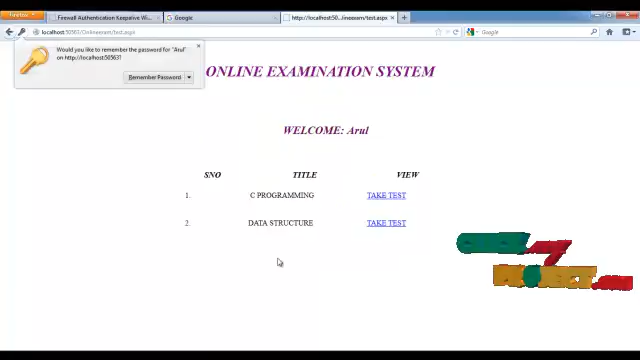 Firefox
Firewall Authentication Keepalive Wi...
Google
http://localhost:5056.../Onlineexam/test.aspx
localhost:50563/Onlineexam/test.aspx
Google
Would you like to remember the password for "Arul"
on http://localhost:50563?
Remember Password
ONLINE EXAMINATION SYSTEM
WELCOME: Arul
SNO TITLE VIEW
1. C PROGRAMMING TAKE TEST
2. DATA STRUCTURE TAKE TEST